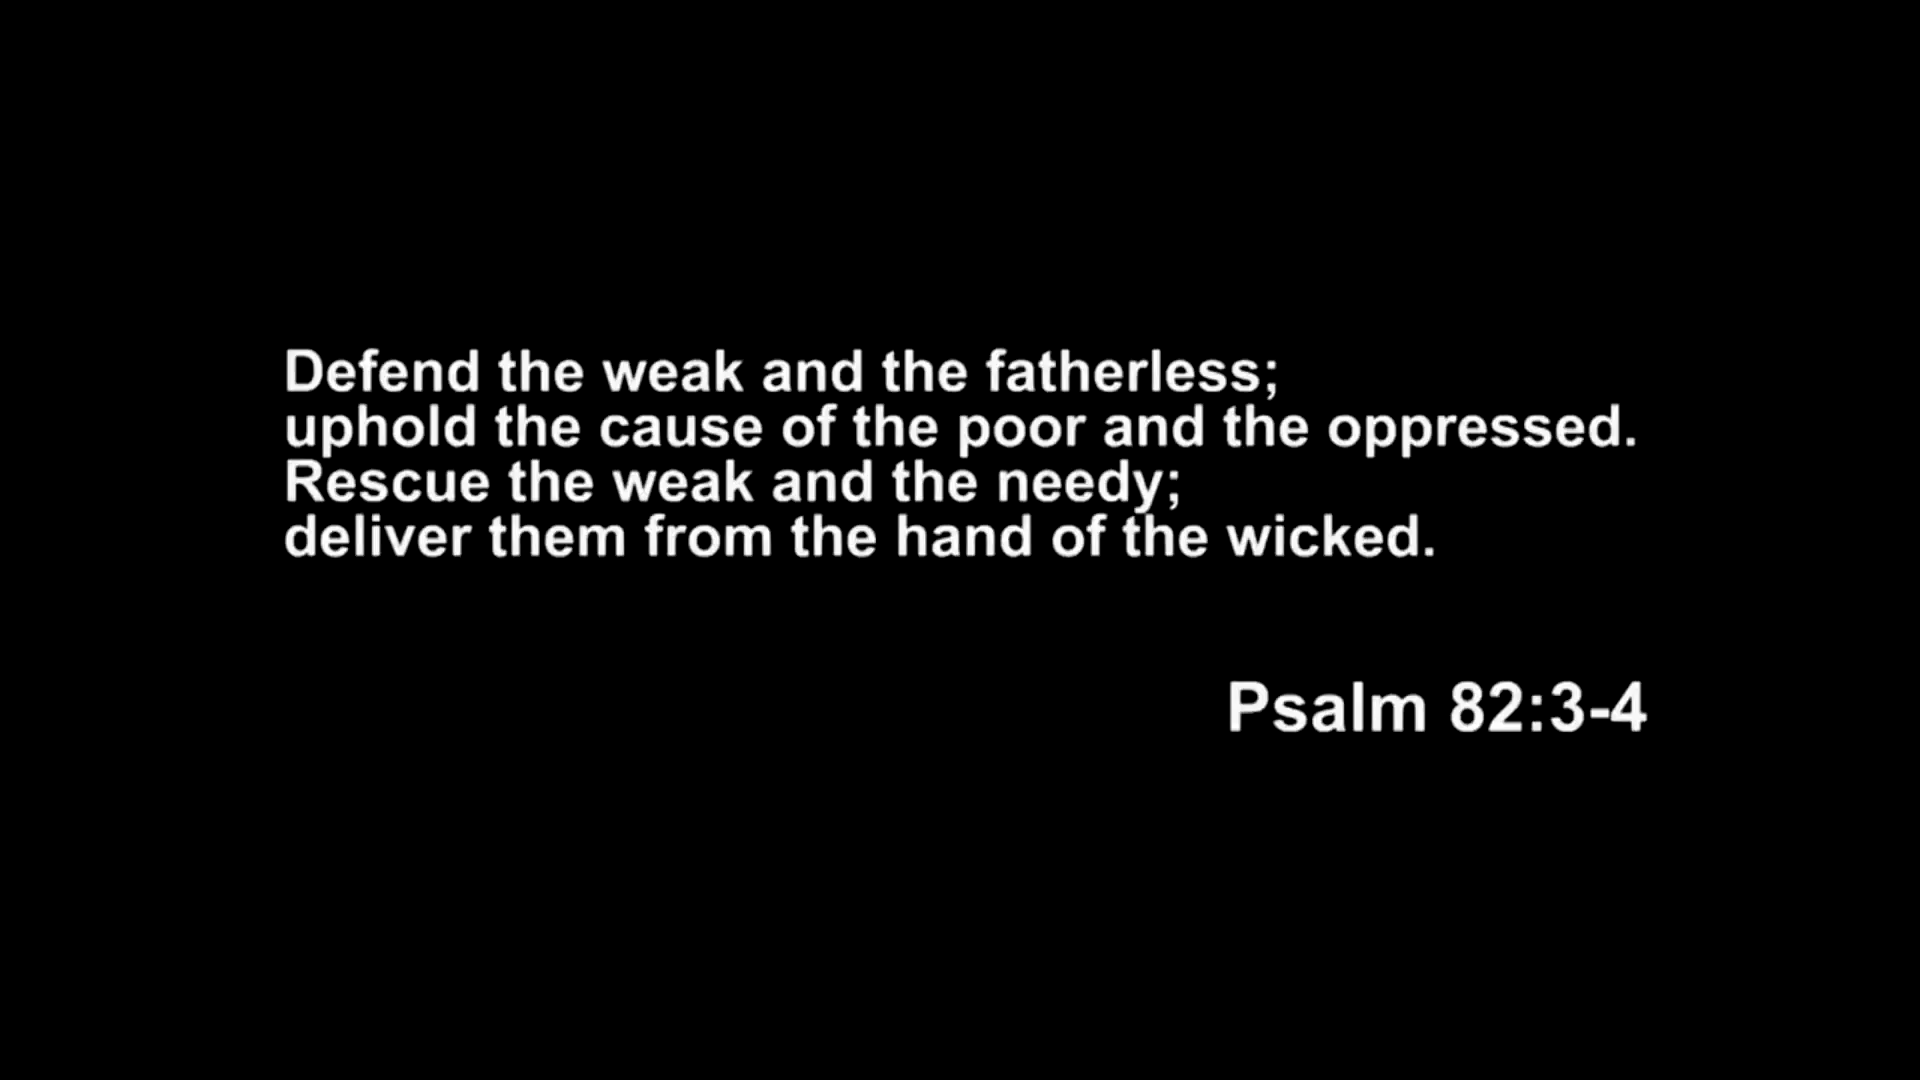 Defend the weak and the fatherless;
uphold the cause of the poor and the oppressed.
Rescue the weak and the needy;
deliver them from the hand of the wicked.
Psalm 82:3-4